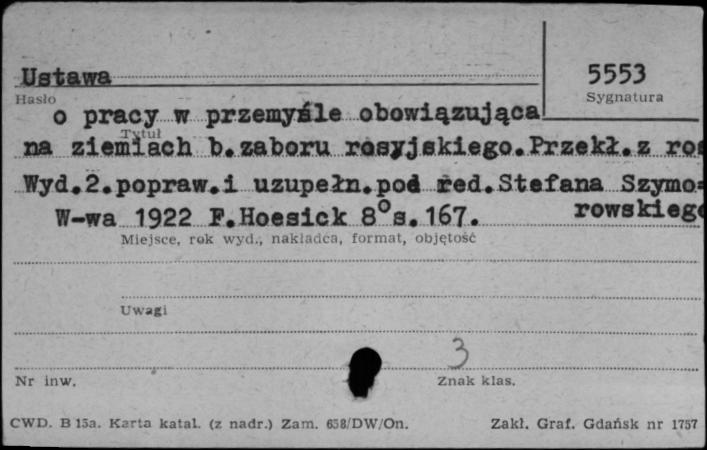 Ustawa
5553
Hasło
Sygnatura
o pracy w przemyśle obowiązująca
Tytuł
na ziemiach b.zaboru rosyjskiego.Przekł.z ros
Wyd.2.popraw.i uzupełn.pod red.Stefana Szymo-
rowskiego
W-wa 1922 F.Hoesick 8°s.167.
Miejsce, rok wyd., nakładca, format, objętość
Uwagi
3
Nr inw.
Znak klas.
CWD. B 15a. Karta katal. (z nadr.) Zam. 658/DW/On.
Zakł. Graf. Gdańsk nr 1757